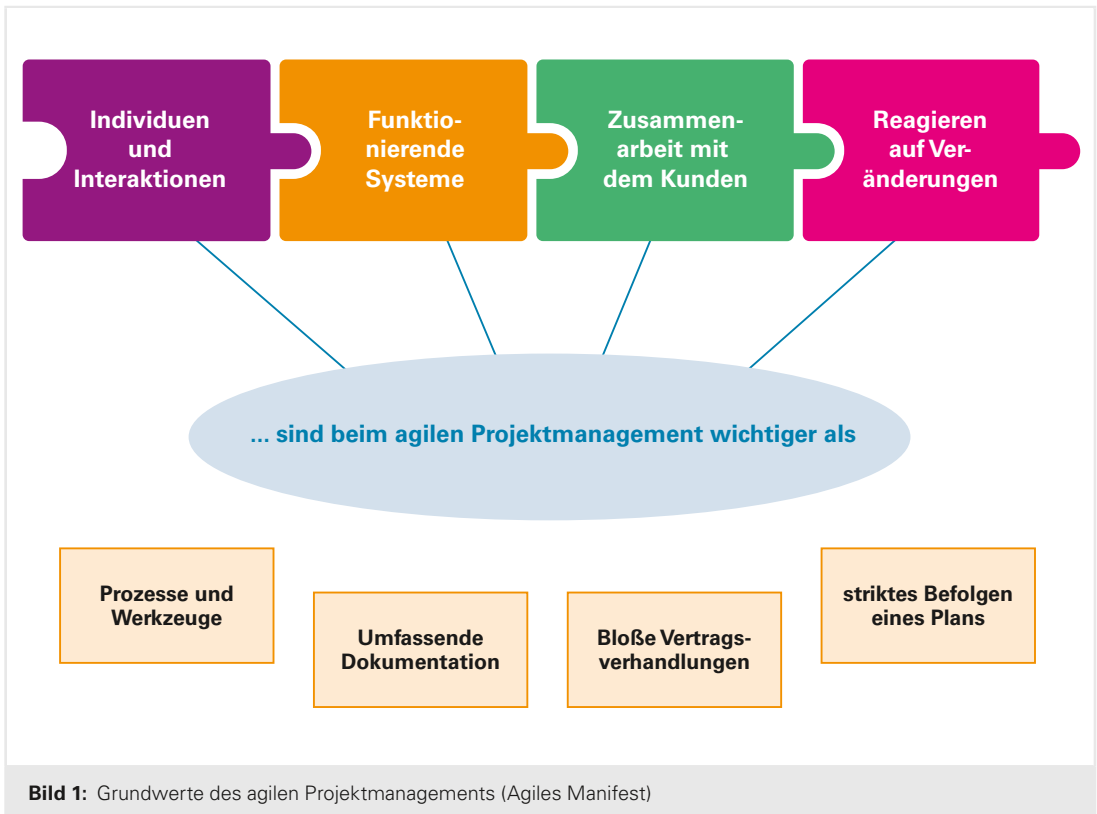 Individuen
und
Interaktionen
Funktio-
nierende
Systeme
Zusammen-
arbeit mit
dem Kunden
Reagieren
auf Ver-
änderungen
... sind beim agilen Projektmanagement wichtiger als
Prozesse und
Werkzeuge
Umfassende
Dokumentation
Bloße Vertrags-
verhandlungen
striktes Befolgen
eines Plans
Bild 1: Grundwerte des agilen Projektmanagements (Agiles Manifest)